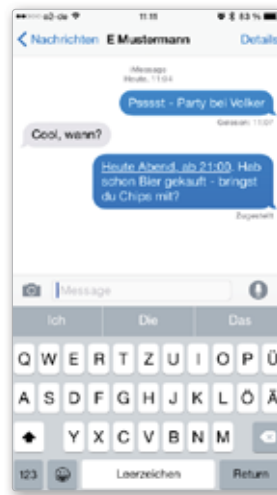 o2-de 11:11 83 %
Nachrichten E Mustermann Details
iMessage
Heute, 11:04
Psssst - Party bei Volker
Gelesen: 11:07
Cool, wann?
Heute Abend, ab 21:00. Hab
schon Bier gekauft - bringst
du Chips mit?
Zugestellt
iMessage
Ich Die Das
Q W E R T Z U I O P Ü
A S D F G H J K L Ö Ä
Y X C V B N M
123 Leerzeichen Return